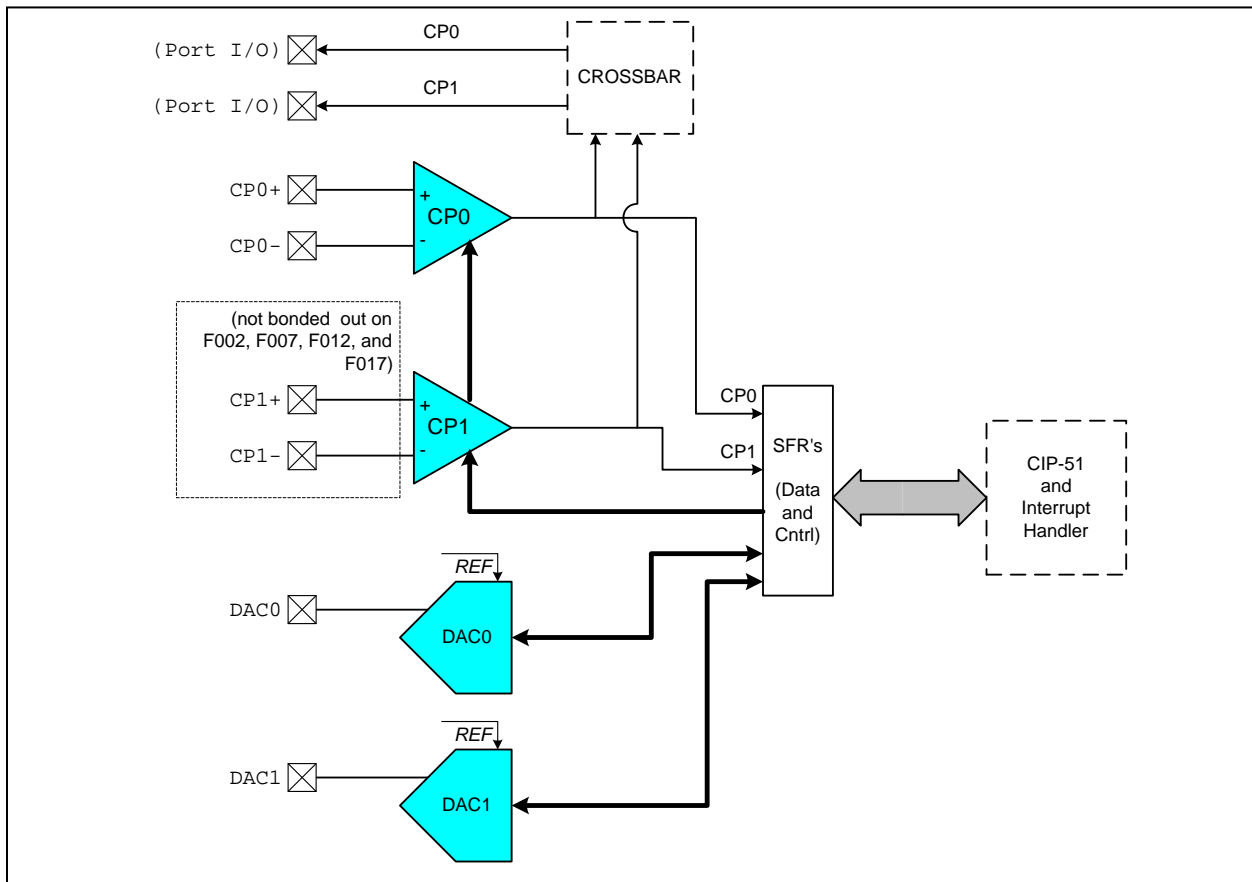 (Port I/O)
CP0
CROSSBAR
(Port I/O)
CP1
CP0+
+
CP0
CP0-
-
(not bonded out on
F002, F007, F012, and
F017)
CP1+
+
CP1
CP1-
-
CP0
CP1
SFR's
(Data
and
Cntrl)
CIP-51
and
Interrupt
Handler
REF
DAC0
DAC0
REF
DAC1
DAC1